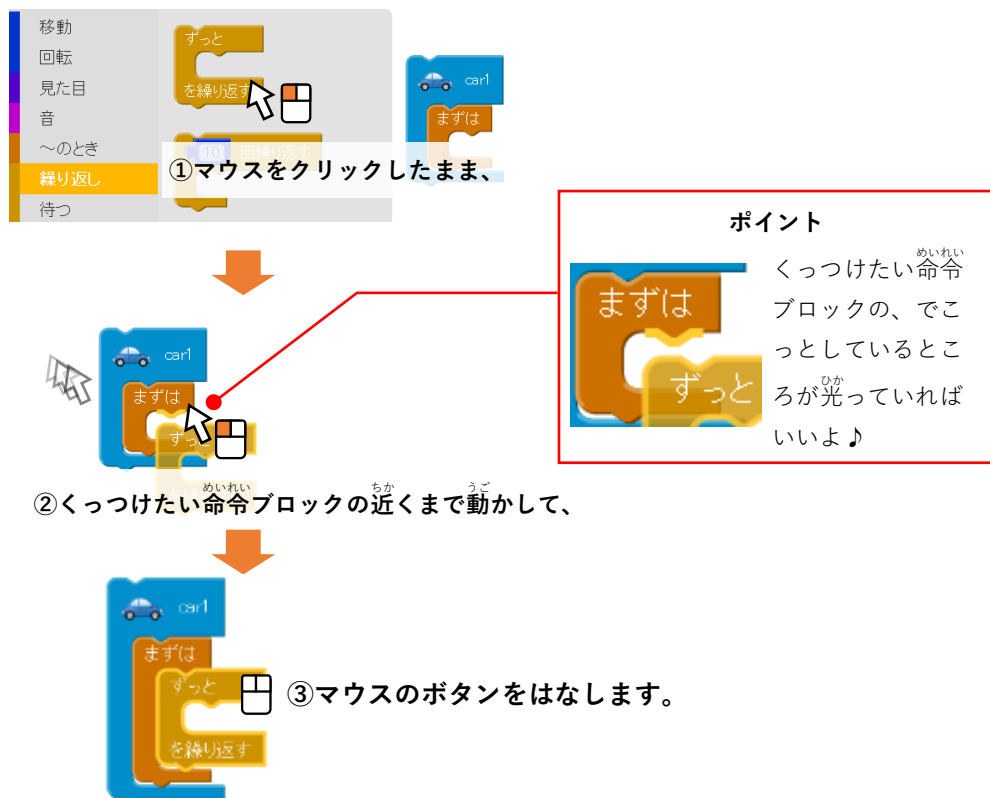 移動
回転
見た目
音
～のとき
繰り返し
待つ
ずっと
を繰り返す
10 回繰り返す
car1
まずは
①マウスをクリックしたまま、
ポイント
まずは
ずっと
くっつけたい命令
めいれい
ブロックの、でこ
っとしているとこ
ろが光っていれば
ひか
いいよ♪
car1
まずは
ずっと
②くっつけたい命令ブロックの近くまで動かして、
めいれい
ちか
うご
car1
まずは
ずっと
を繰り返す
③マウスのボタンをはなします。